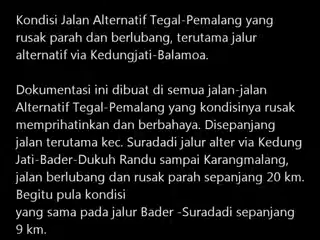 Kondisi Jalan Alternatif Tegal-Pemalang yang
rusak parah dan berlubang, terutama jalur
alternatif via Kedungjati-Balamoa.
Dokumentasi ini dibuat di semua jalan-jalan
Alternatif Tegal-Pemalang yang kondisinya rusak
memprihatinkan dan berbahaya. Disepanjang
jalan terutama kec. Suradadi jalur alter via Kedung
Jati-Bader-Dukuh Randu sampai Karangmalang,
jalan berlubang dan rusak parah sepanjang 20 km.
Begitu pula kondisi
yang sama pada jalur Bader -Suradadi sepanjang
9 km.